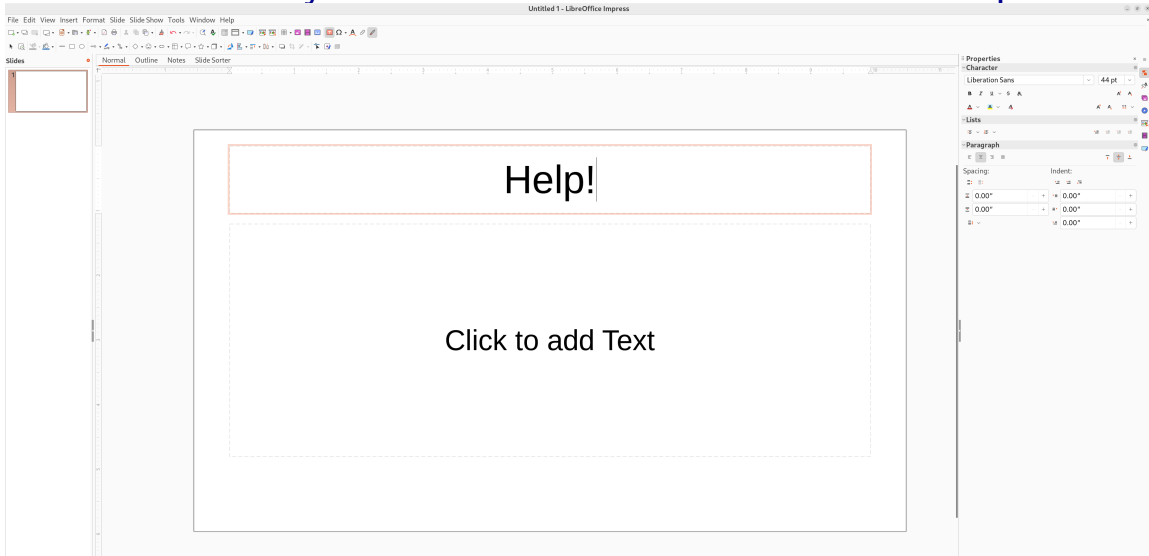 Untitled 1 - LibreOffice Impress
File Edit View Insert Format Slide Slide Show Tools Window Help
Slides
Normal Outline Notes Slide Sorter
Properties
Character
Liberation Sans 44 pt
Lists
Paragraph
Spacing: Indent:
0.00" 0.00"
0.00" 0.00"
0.00"
1
Help!
Click to add Text